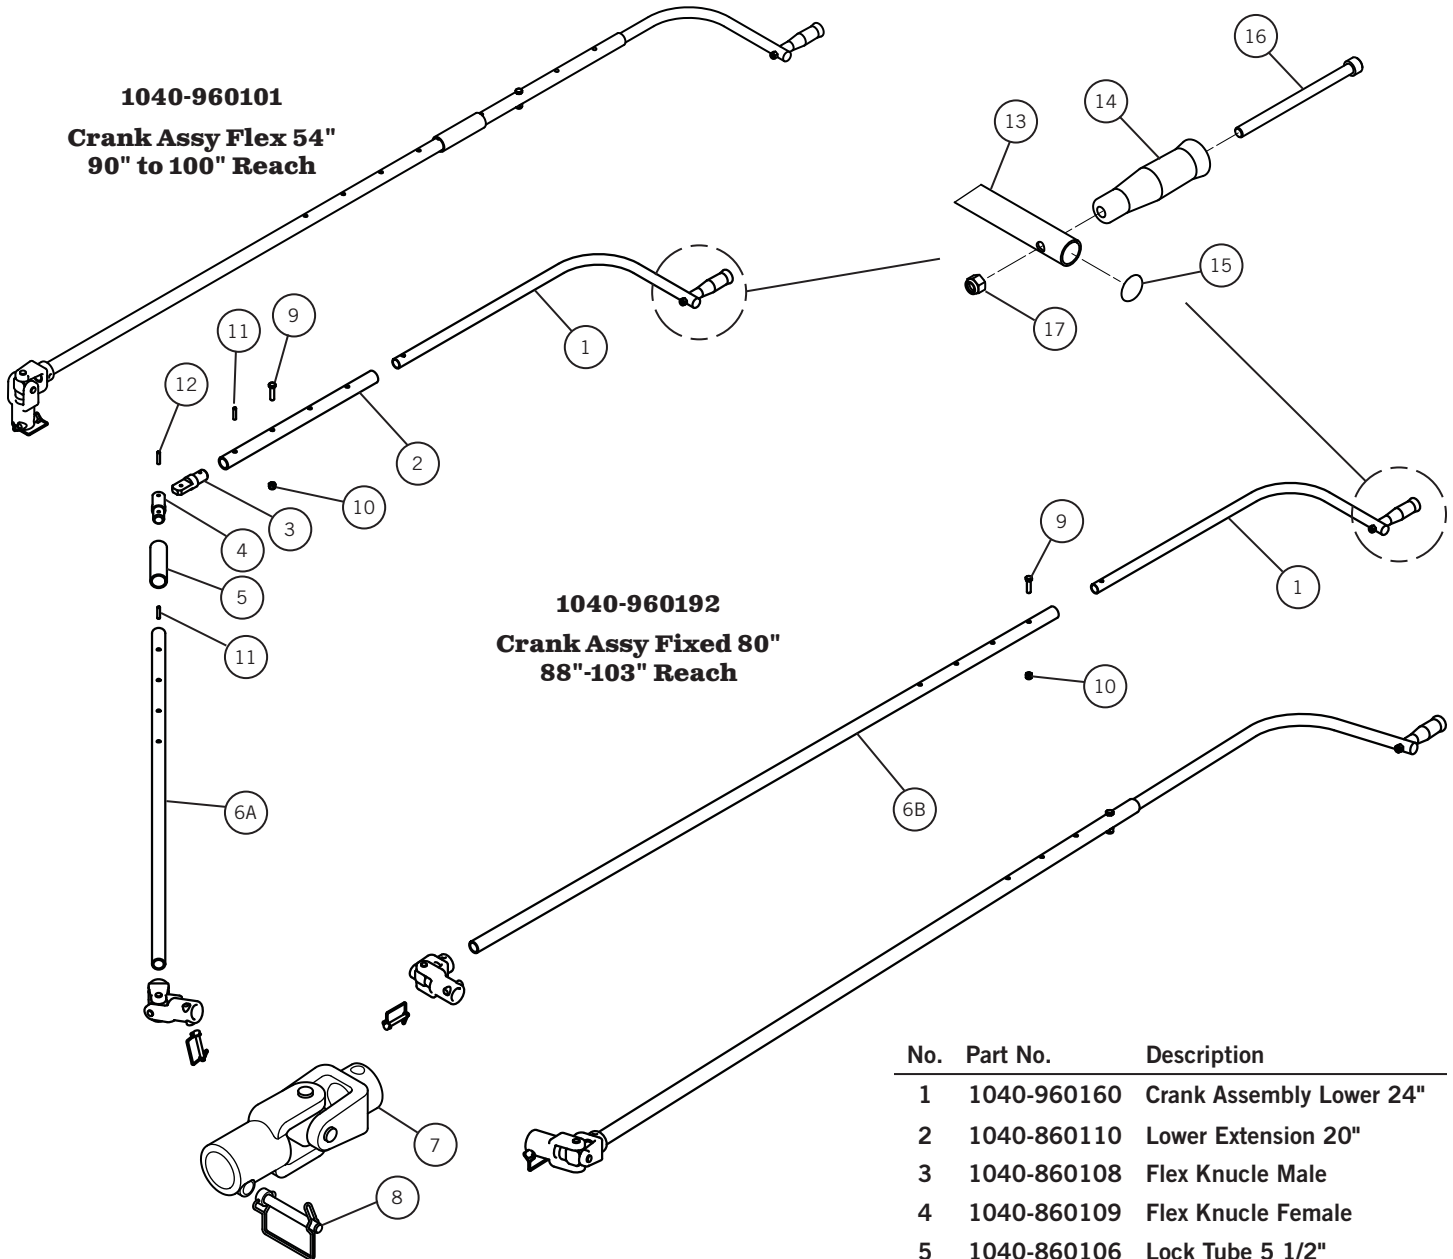 1040-960101
Crank Assy Flex 54"
90" to 100" Reach
16
14
13
15
17
9
11
1
12
2
10
3
4
9
5
1
1040-960192
Crank Assy Fixed 80"
88"-103" Reach
11
10
6A
6B
7
8
No. Part No. Description
1 1040-960160 Crank Assembly Lower 24"
2 1040-860110 Lower Extension 20"
3 1040-860108 Flex Knucle Male
4 1040-860109 Flex Knucle Female
5 1040-860106 Lock Tube 5 1/2"